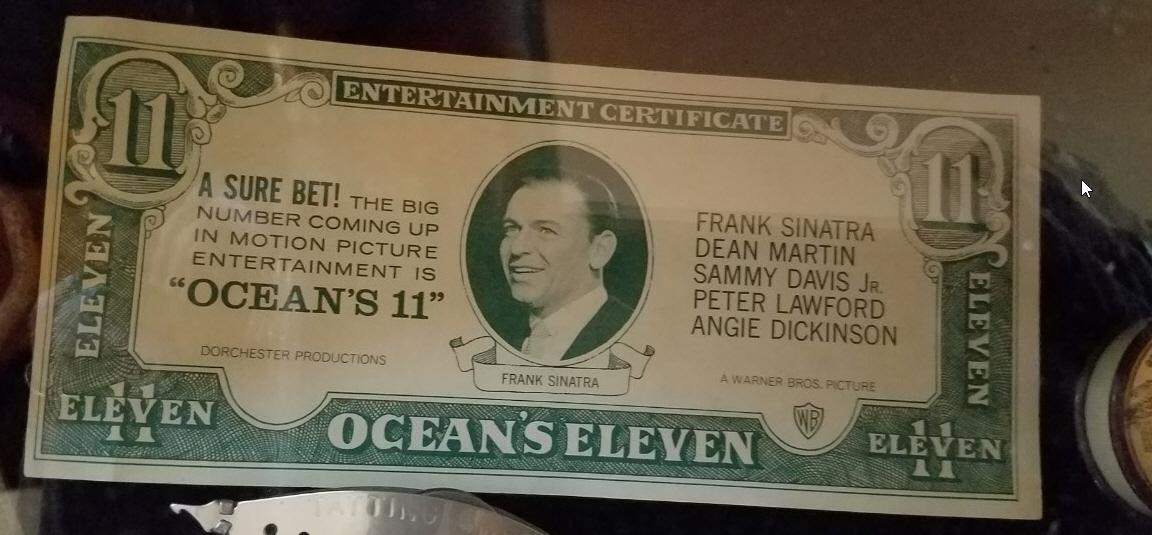 ENTERTAINMENT CERTIFICATE
11
11
A SURE BET! THE BIG
NUMBER COMING UP
IN MOTION PICTURE
ENTERTAINMENT IS
“OCEAN’S 11”
DORCHESTER PRODUCTIONS
FRANK SINATRA
FRANK SINATRA
DEAN MARTIN
SAMMY DAVIS JR.
PETER LAWFORD
ANGIE DICKINSON
A WARNER BROS. PICTURE
WB
ELEVEN
ELEVEN
11
ELEVEN
OCEAN’S ELEVEN
11
ELEVEN